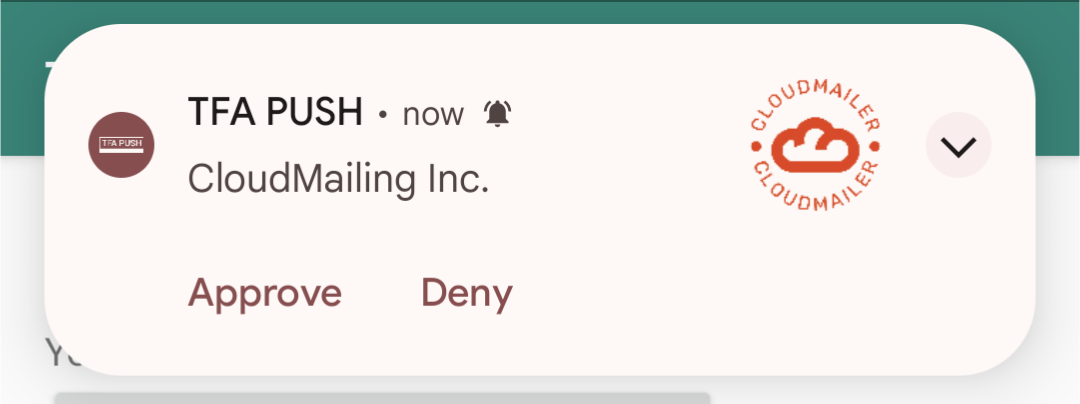 TFA PUSH • now
TFA PUSH
CloudMailing Inc.
CLOUDMAILER
CLOUDMAILER
Approve Deny